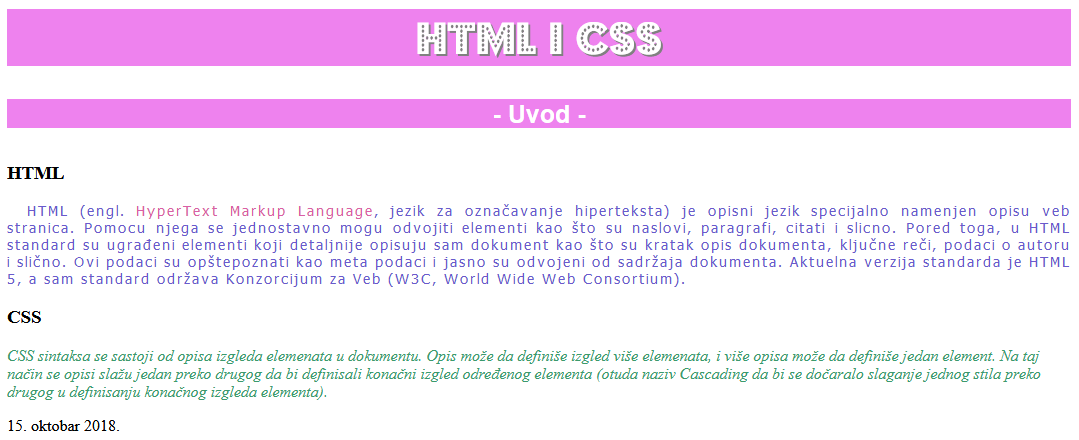 HTML I CSS
- Uvod -
HTML
HTML (engl. HyperText Markup Language, jezik za označavanje hiperteksta) je opisni jezik specijalno namenjen opisu veb
stranica. Pomocu njega se jednostavno mogu odvojiti elementi kao što su naslovi, paragrafi, citati i slicno. Pored toga, u HTML
standard su ugrađeni elementi koji detaljnije opisuju sam dokument kao što su kratak opis dokumenta, ključne reči, podaci o autoru
i slično. Ovi podaci su opštepoznati kao meta podaci i jasno su odvojeni od sadržaja dokumenta. Aktuelna verzija standarda je HTML
5, a sam standard održava Konzorcijum za Veb (W3C, World Wide Web Consortium).
CSS
CSS sintaksa se sastoji od opisa izgleda elemenata u dokumentu. Opis može da definiše izgled više elemenata, i više opisa može da definiše jedan element. Na taj
način se opisi slažu jedan preko drugog da bi definisali konačni izgled određenog elementa (otuda naziv Cascading da bi se dočaralo slaganje jednog stila preko
drugog u definisanju konačnog izgleda elementa).
15. oktobar 2018.